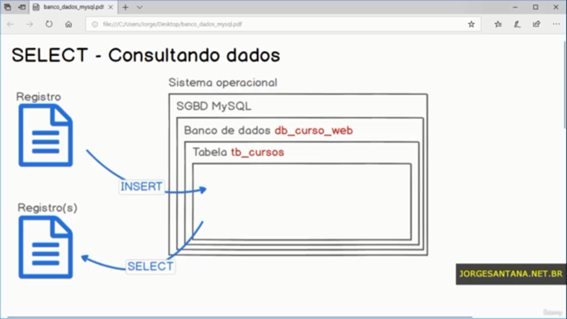 banco_dados_mysql.pdf
file:///C:/Users/Jorge/Desktop/banco_dados_mysql.pdf
SELECT - Consultando dados
Sistema operacional
Registro
SGBD MySQL
Banco de dados db_curso_web
Tabela tb_cursos
INSERT
Registro(s)
SELECT
JORGESANTANA.NET.BR
Udemy